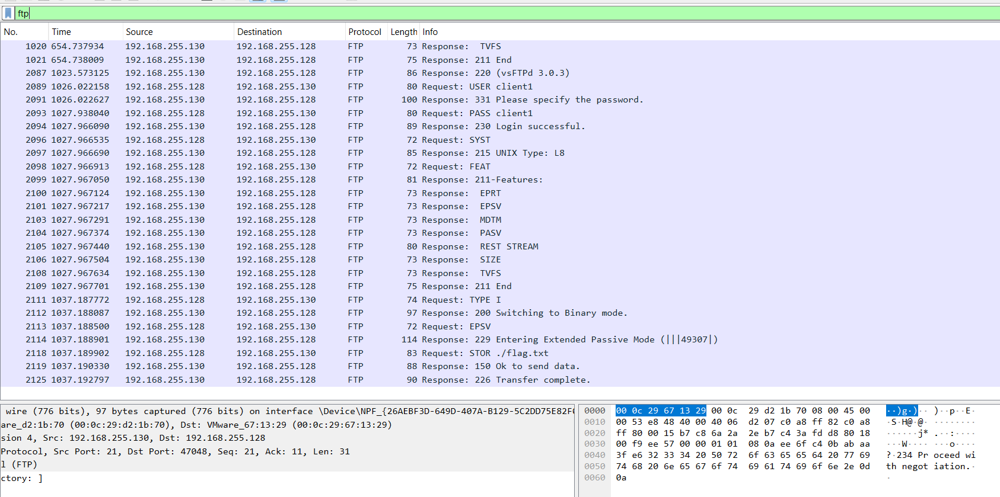 ftp
No. Time Source Destination Protocol Length Info
1020 654.737934 192.168.255.130 192.168.255.128 FTP 73 Response:  TVFS
1021 654.738009 192.168.255.130 192.168.255.128 FTP 75 Response: 211 End
2087 1023.573125 192.168.255.130 192.168.255.128 FTP 86 Response: 220 (vsFTPd 3.0.3)
2089 1026.022158 192.168.255.128 192.168.255.130 FTP 80 Request: USER client1
2091 1026.022627 192.168.255.130 192.168.255.128 FTP 100 Response: 331 Please specify the password.
2093 1027.938040 192.168.255.128 192.168.255.130 FTP 80 Request: PASS client1
2094 1027.966090 192.168.255.130 192.168.255.128 FTP 89 Response: 230 Login successful.
2096 1027.966535 192.168.255.128 192.168.255.130 FTP 72 Request: SYST
2097 1027.966690 192.168.255.130 192.168.255.128 FTP 85 Response: 215 UNIX Type: L8
2098 1027.966913 192.168.255.128 192.168.255.130 FTP 72 Request: FEAT
2099 1027.967050 192.168.255.130 192.168.255.128 FTP 81 Response: 211-Features:
2100 1027.967124 192.168.255.130 192.168.255.128 FTP 73 Response:  EPRT
2101 1027.967217 192.168.255.130 192.168.255.128 FTP 73 Response:  EPSV
2103 1027.967291 192.168.255.130 192.168.255.128 FTP 73 Response:  MDTM
2104 1027.967374 192.168.255.130 192.168.255.128 FTP 73 Response:  PASV
2105 1027.967440 192.168.255.130 192.168.255.128 FTP 80 Response:  REST STREAM
2106 1027.967504 192.168.255.130 192.168.255.128 FTP 73 Response:  SIZE
2108 1027.967634 192.168.255.130 192.168.255.128 FTP 73 Response:  TVFS
2109 1027.967701 192.168.255.130 192.168.255.128 FTP 75 Response: 211 End
2111 1037.187772 192.168.255.128 192.168.255.130 FTP 74 Request: TYPE I
2112 1037.188087 192.168.255.130 192.168.255.128 FTP 97 Response: 200 Switching to Binary mode.
2113 1037.188500 192.168.255.128 192.168.255.130 FTP 72 Request: EPSV
2114 1037.188901 192.168.255.130 192.168.255.128 FTP 114 Response: 229 Entering Extended Passive Mode (|||49307|)
2118 1037.189902 192.168.255.128 192.168.255.130 FTP 83 Request: STOR ./flag.txt
2119 1037.190330 192.168.255.130 192.168.255.128 FTP 88 Response: 150 Ok to send data.
2125 1037.192797 192.168.255.130 192.168.255.128 FTP 90 Response: 226 Transfer complete.
wire (776 bits), 97 bytes captured (776 bits) on interface \Device\NPF_{26AEBF3D-649D-407A-B129-5C2DD75E82F
are_d2:1b:70 (00:0c:29:d2:1b:70), Dst: VMware_67:13:29 (00:0c:29:67:13:29)
sion 4, Src: 192.168.255.130, Dst: 192.168.255.128
Protocol, Src Port: 21, Dst Port: 47048, Seq: 21, Ack: 11, Len: 31
l (FTP)
ctory: ]
0000 00 0c 29 67 13 29 00 0c 29 d2 1b 70 08 00 45 00 ··)g·)·· )··p··E·
0010 00 53 e8 48 40 00 40 06 d2 07 c0 a8 ff 82 c0 a8 ·S·H@·@· ········
0020 ff 80 00 15 b7 c8 6a 2a 2e b7 c4 3a fd d8 80 18 ······j* .··:····
0030 00 f9 ee 57 00 00 01 01 08 0a ee 6f c4 0b ab aa ···W···· ···o····
0040 3f e6 32 33 34 20 50 72 6f 63 65 65 64 20 77 69 ?·234 Pr oceed wi
0050 74 68 20 6e 65 67 6f 74 69 61 74 69 6f 6e 2e 0d th negot iation.·
0060 0a ·